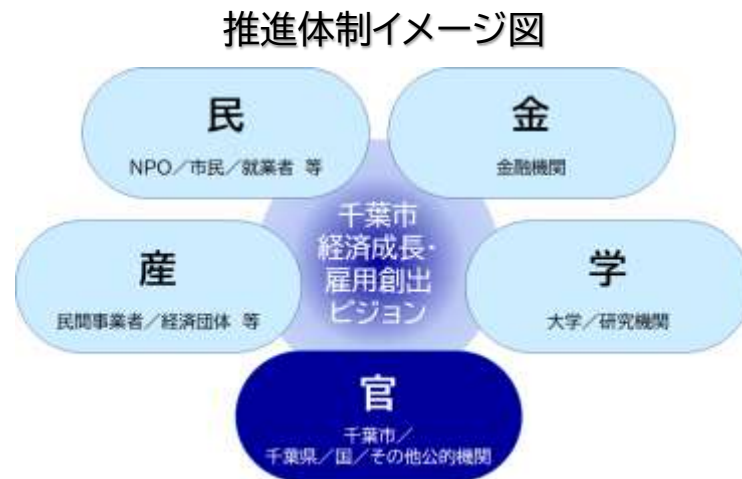 推進体制イメージ図
民
NPO／市民／就業者 等
金
金融機関
千葉市
経済成長・
雇用創出
ビジョン
産
民間事業者／経済団体 等
学
大学／研究機関
官
千葉市／
千葉県／国／その他公的機関